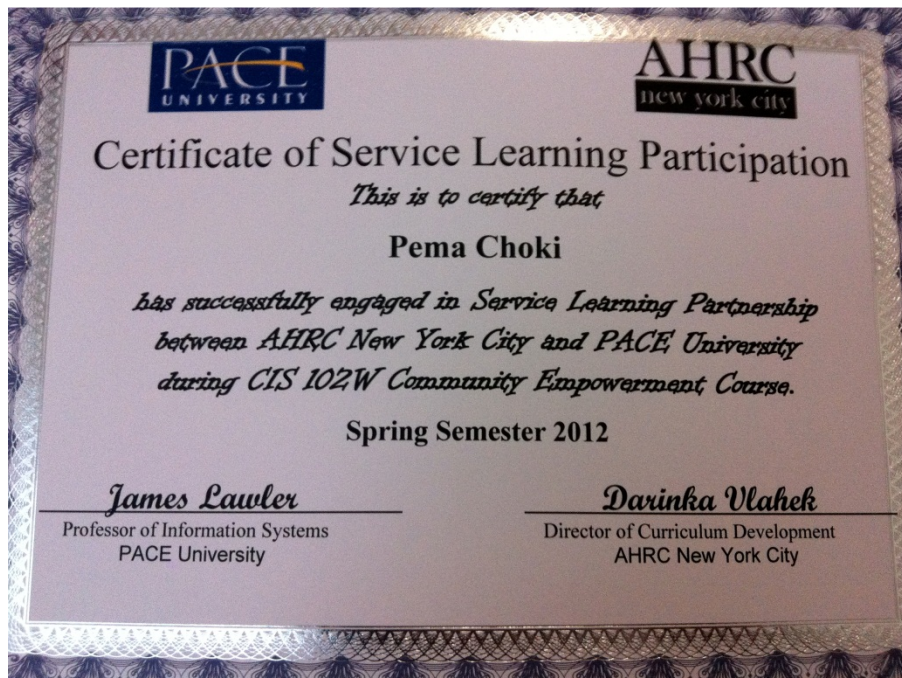 PACE
UNIVERSITY
AHRC
new york city
Certificate of Service Learning Participation
This is to certify that
Pema Choki
has successfully engaged in Service Learning Partnership
between AHRC New York City and PACE University
during CIS 102W Community Empowerment Course.
Spring Semester 2012
James Lawler
Professor of Information Systems
PACE University
Darinka Vlahek
Director of Curriculum Development
AHRC New York City